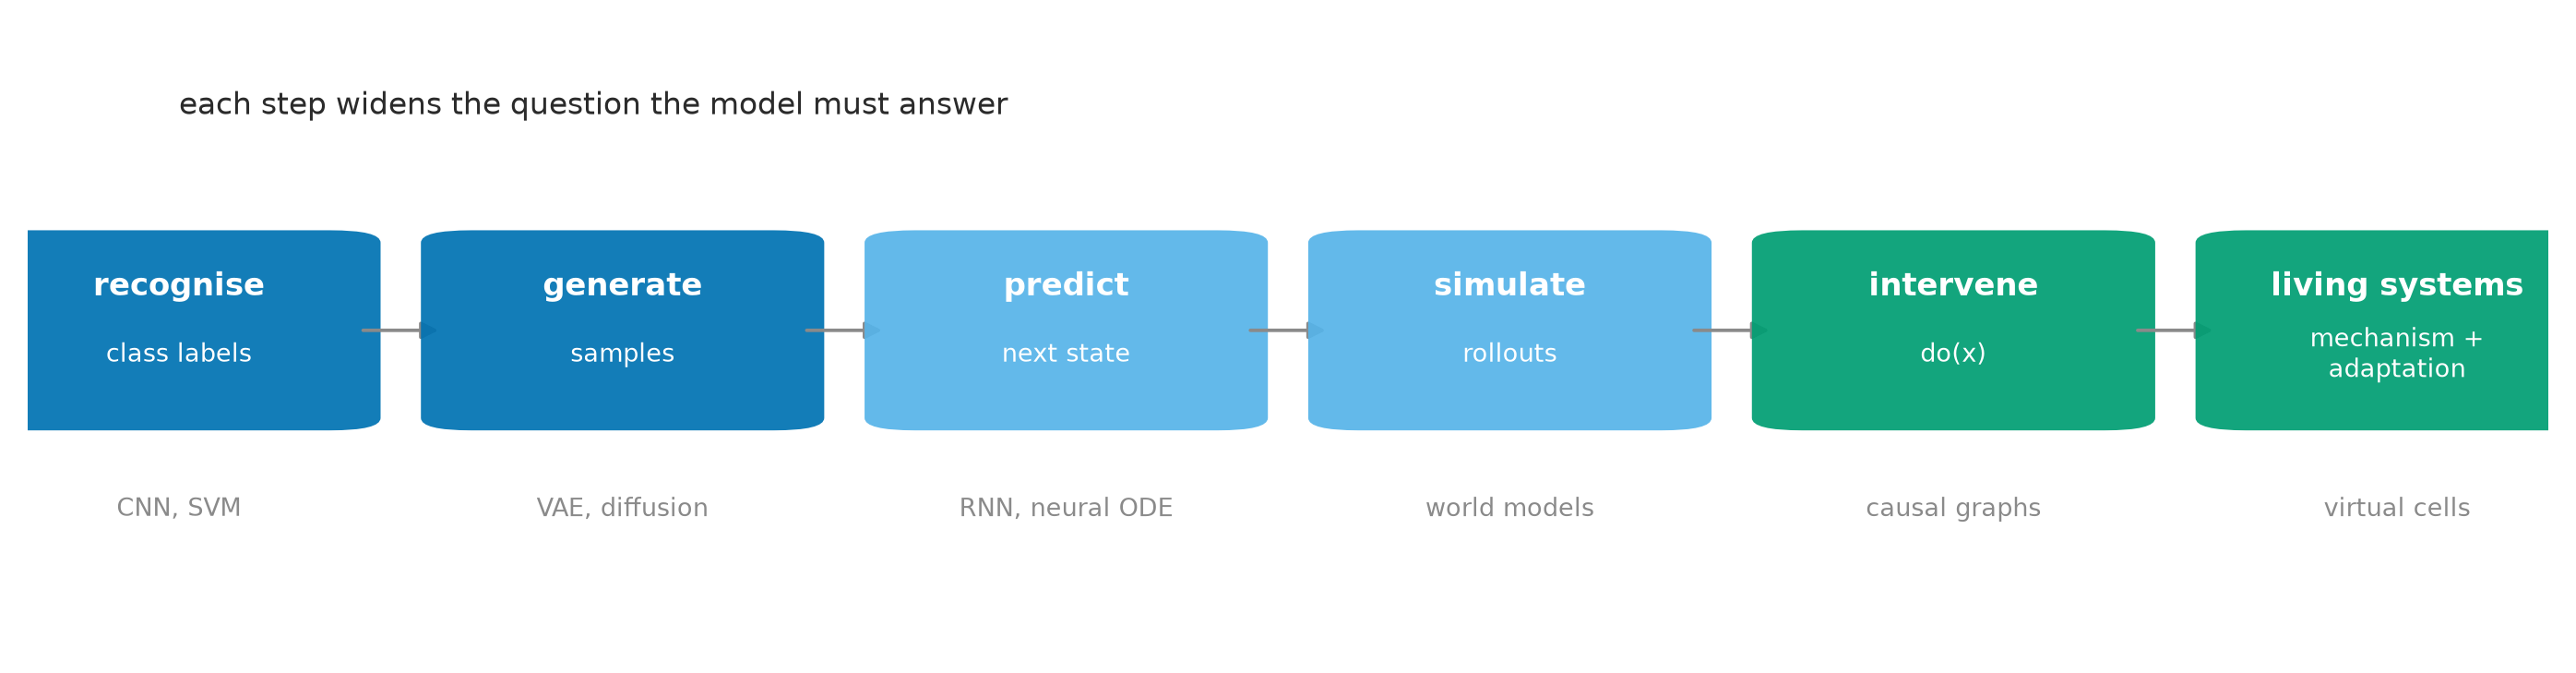 each step widens the question the model must answer
recognise
class labels
generate
samples
predict
next state
simulate
rollouts
intervene
do(x)
living systems
mechanism +
adaptation
CNN, SVM
VAE, diffusion
RNN, neural ODE
world models
causal graphs
virtual cells